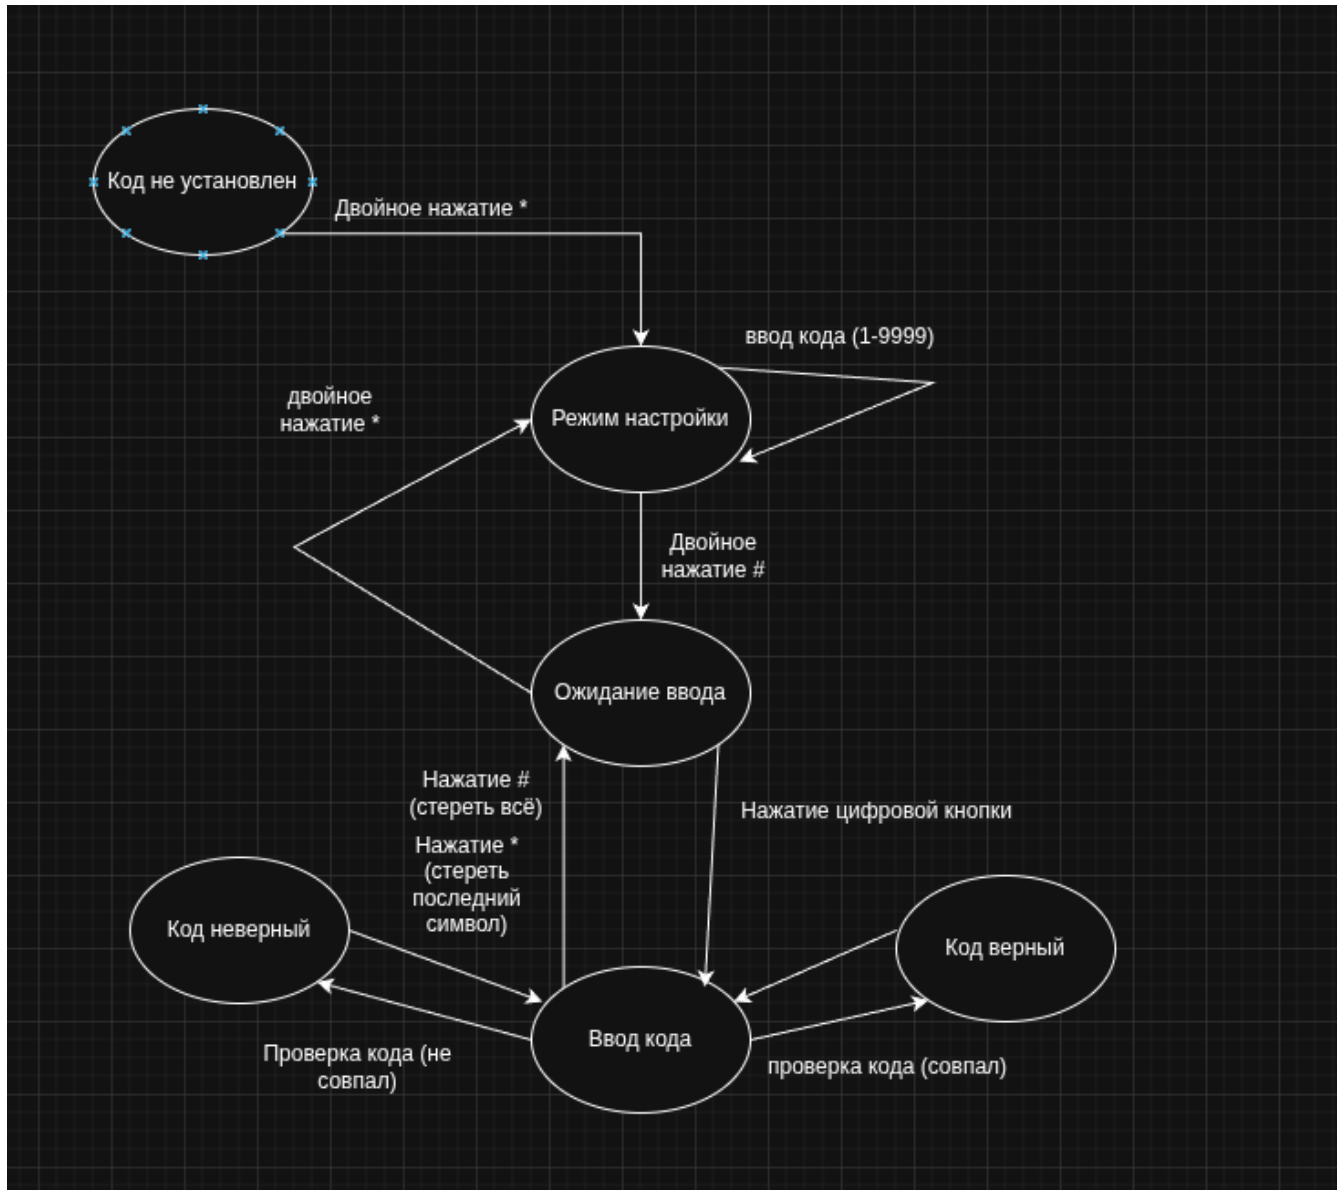 Код не установлен
Двойное нажатие *
ввод кода (1-9999)
двойное
нажатие *
Режим настройки
Двойное
нажатие #
Ожидание ввода
Нажатие #
(стереть всё)
Нажатие *
(стереть
последний
символ)
Нажатие цифровой кнопки
Код неверный
Код верный
Ввод кода
Проверка кода (не
совпал)
проверка кода (совпал)